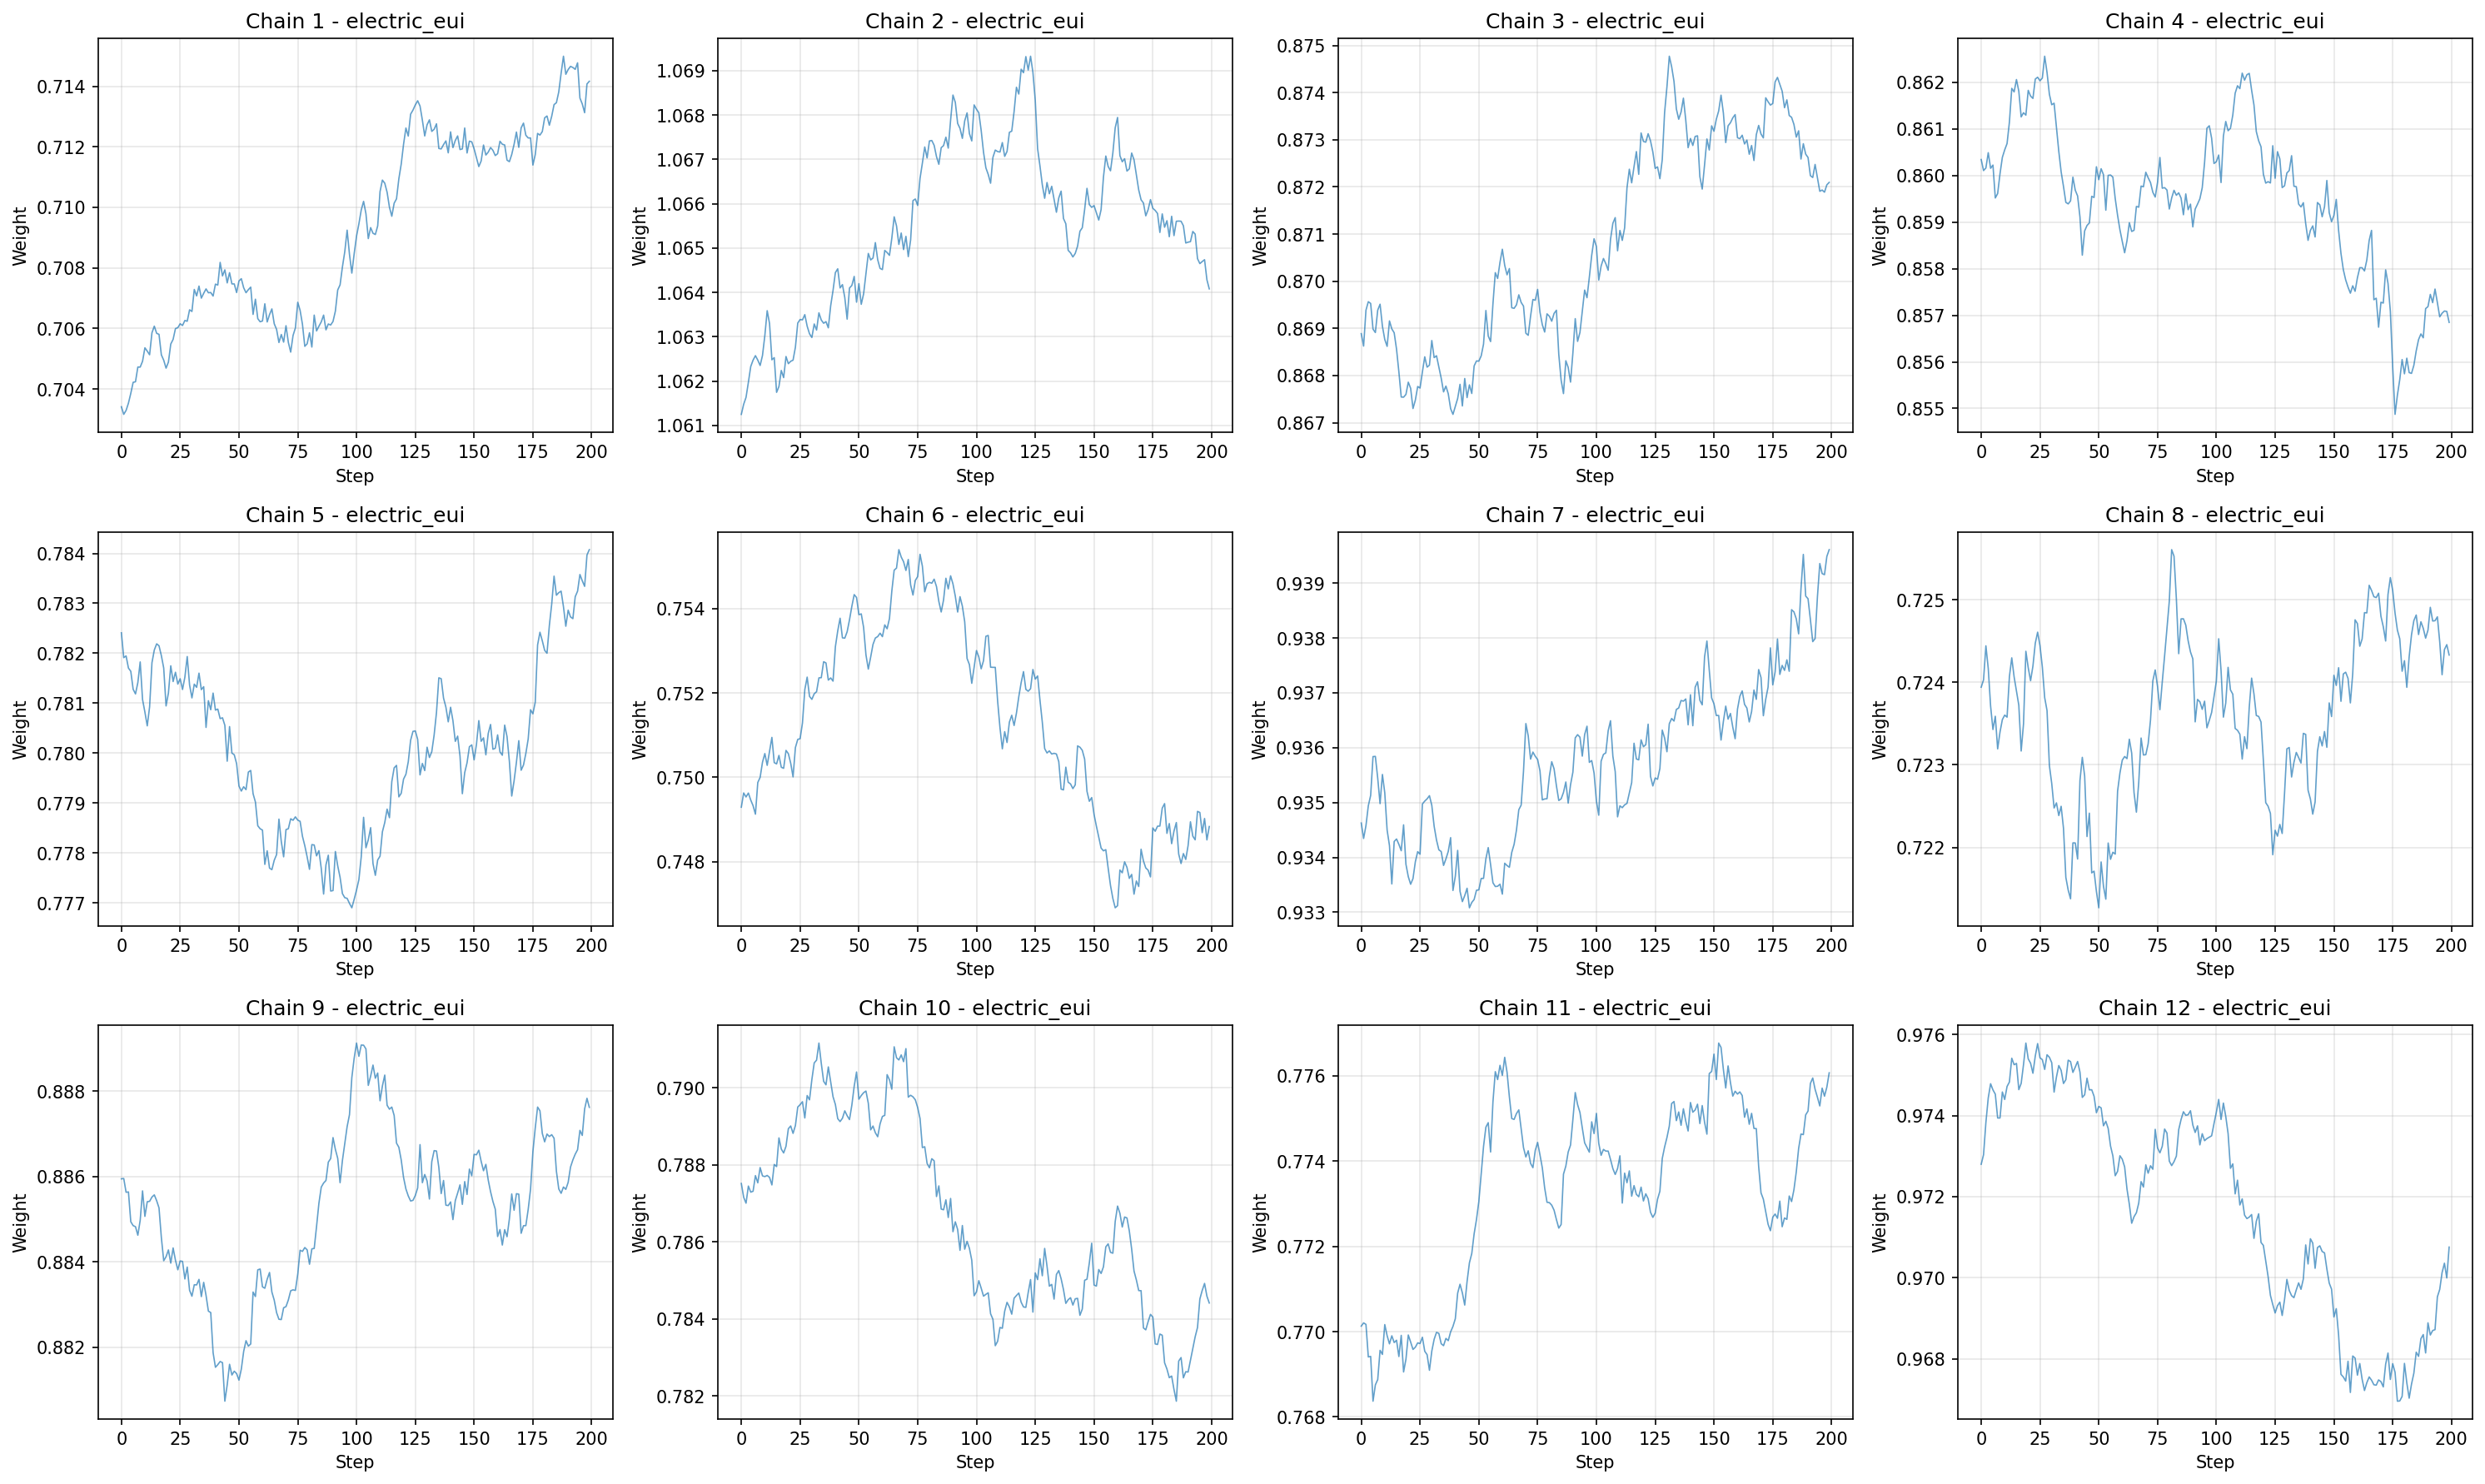 Chain 1 - electric_eui
Chain 2 - electric_eui
Chain 3 - electric_eui
Chain 4 - electric_eui
Weight
0.714
0.712
0.710
0.708
0.706
0.704
0 25 50 75 100 125 150 175 200
Step
Weight
1.069
1.068
1.067
1.066
1.065
1.064
1.063
1.062
1.061
0 25 50 75 100 125 150 175 200
Step
Weight
0.875
0.874
0.873
0.872
0.871
0.870
0.869
0.868
0.867
0 25 50 75 100 125 150 175 200
Step
Weight
0.862
0.861
0.860
0.859
0.858
0.857
0.856
0.855
0 25 50 75 100 125 150 175 200
Step
Chain 5 - electric_eui
Chain 6 - electric_eui
Chain 7 - electric_eui
Chain 8 - electric_eui
Weight
0.784
0.783
0.782
0.781
0.780
0.779
0.778
0.777
0 25 50 75 100 125 150 175 200
Step
Weight
0.754
0.752
0.750
0.748
0 25 50 75 100 125 150 175 200
Step
Weight
0.939
0.938
0.937
0.936
0.935
0.934
0.933
0 25 50 75 100 125 150 175 200
Step
Weight
0.725
0.724
0.723
0.722
0 25 50 75 100 125 150 175 200
Step
Chain 9 - electric_eui
Chain 10 - electric_eui
Chain 11 - electric_eui
Chain 12 - electric_eui
Weight
0.888
0.886
0.884
0.882
0 25 50 75 100 125 150 175 200
Step
Weight
0.790
0.788
0.786
0.784
0.782
0 25 50 75 100 125 150 175 200
Step
Weight
0.776
0.774
0.772
0.770
0.768
0 25 50 75 100 125 150 175 200
Step
Weight
0.976
0.974
0.972
0.970
0.968
0 25 50 75 100 125 150 175 200
Step